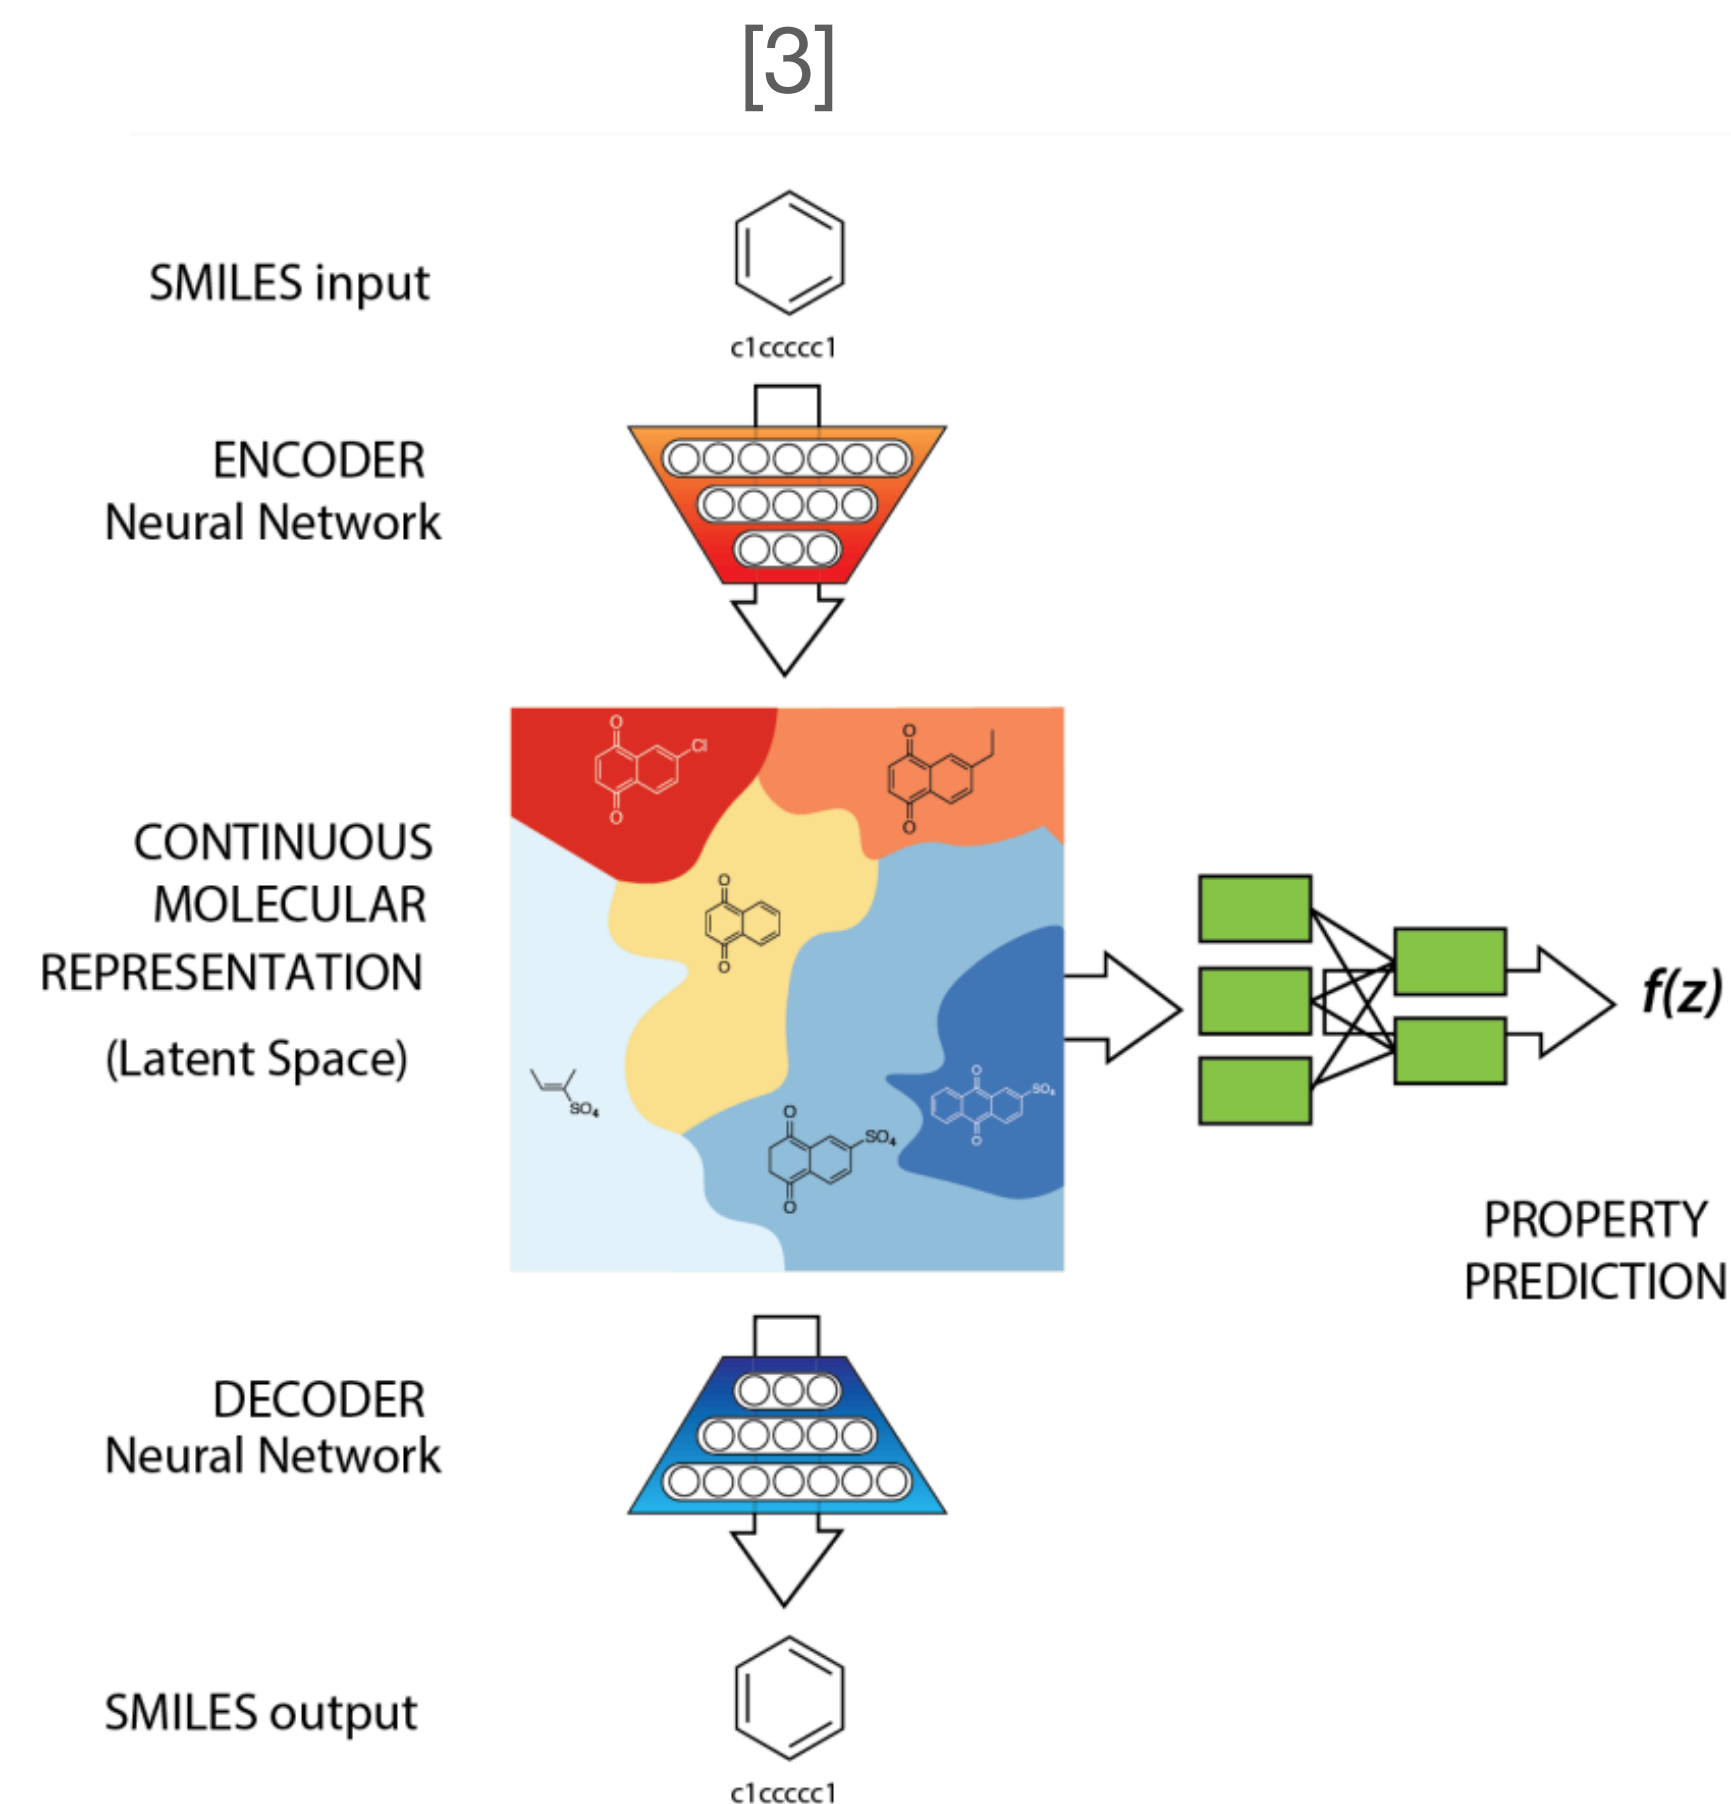 [3]
SMILES input
c1ccccc1
ENCODER
Neural Network
CONTINUOUS
MOLECULAR
REPRESENTATION
(Latent Space)
O
Cl
O
O
O
O
O
SO4
O
SO4
O
O
SO4
O
f(z)
PROPERTY
PREDICTION
DECODER
Neural Network
SMILES output
c1ccccc1